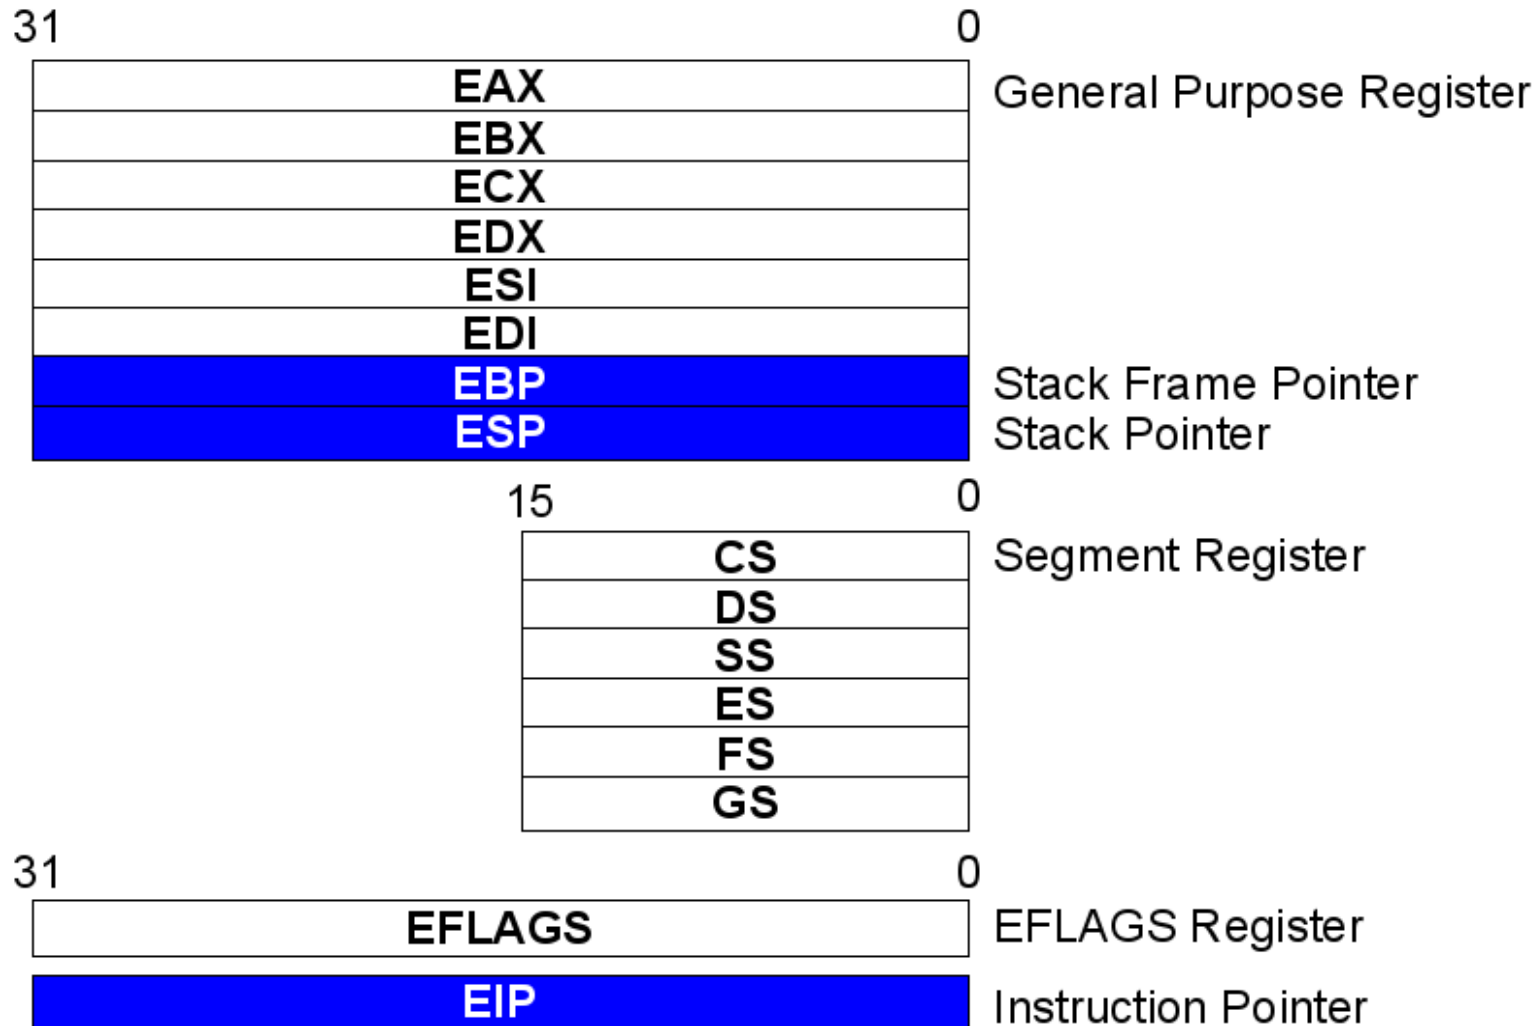 31 0
EAX General Purpose Register
EBX
ECX
EDX
ESI
EDI
EBP Stack Frame Pointer
ESP Stack Pointer
15 0
CS Segment Register
DS
SS
ES
FS
GS
31 0
EFLAGS EFLAGS Register
EIP Instruction Pointer